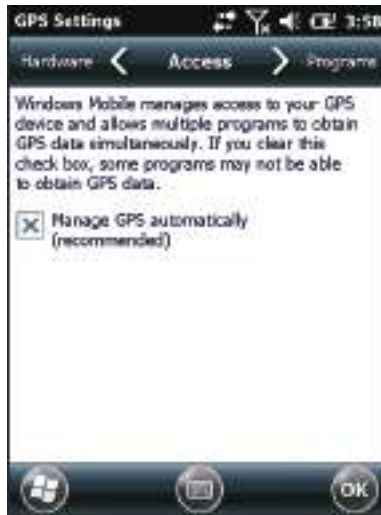 GPS Settings 3:58
Hardware Access Programs
Windows Mobile manages access to your GPS
device and allows multiple programs to obtain
GPS data simultaneously. If you clear this
check box, some programs may not be able
to obtain GPS data.
Manage GPS automatically
(recommended)
OK